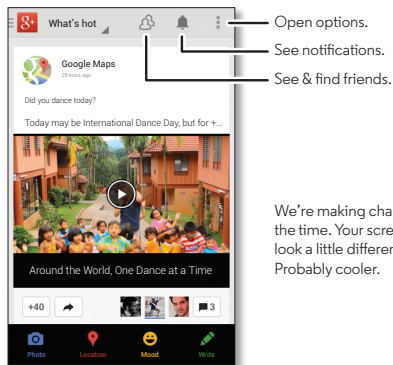 8+ What's hot
Open options.
See notifications.
See & find friends.
Google Maps
25 mins ago
Did you dance today?
Today may be International Dance Day, but for +...
Around the World, One Dance at a Time
We're making cha
the time. Your scre
look a little differen
Probably cooler.
+40
3
Photo Location Mood Write